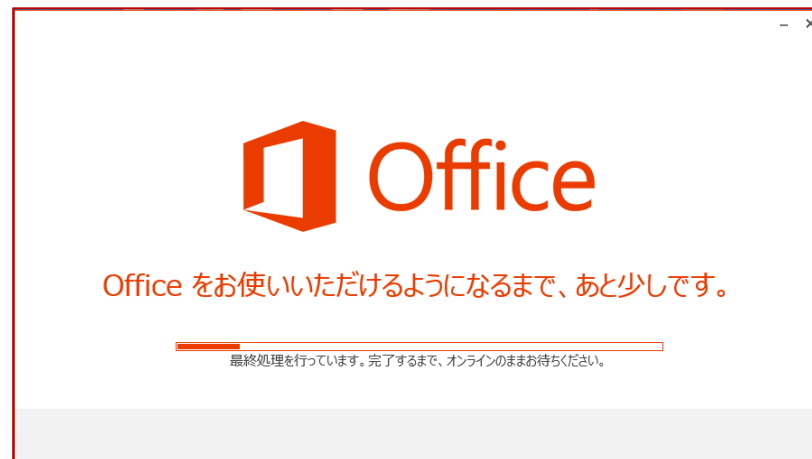 Office
Office をお使いいただけるようになるまで、あと少しです。
最終処理を行っています。完了するまで、オンラインのままお待ちください。